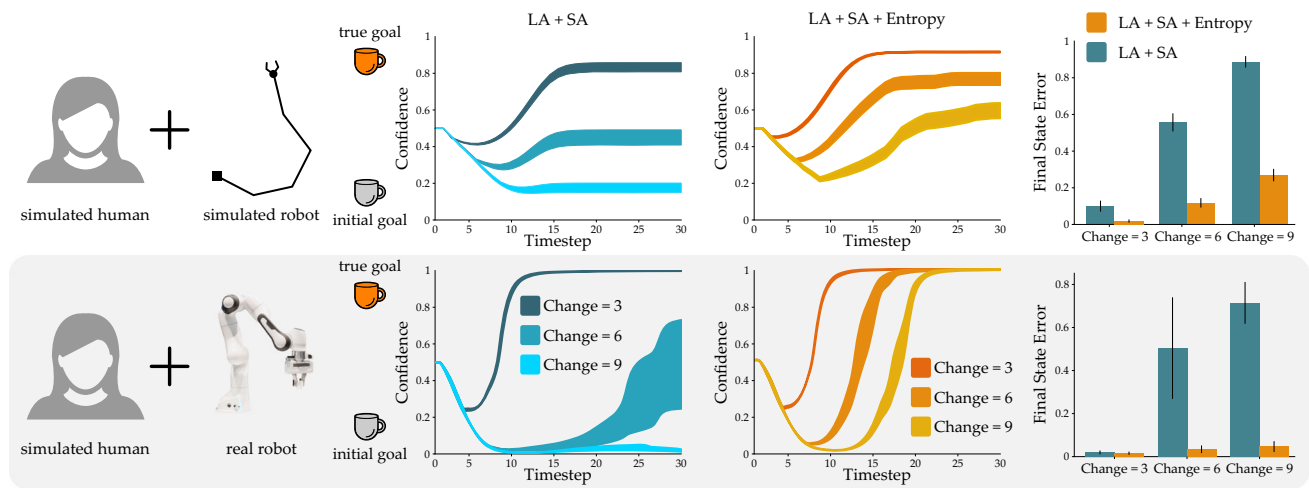 LA + SA
LA + SA + Entropy
LA + SA + Entropy
LA + SA
true goal
initial goal
simulated human
simulated robot
Confidence
1
0.8
0.6
0.4
0.2
0
0
5
10
15
20
25
30
Timestep
Confidence
1
0.8
0.6
0.4
0.2
0
0
5
10
15
20
25
30
Timestep
Final State Error
1
0.8
0.6
0.4
0.2
0
Change = 3
Change = 6
Change = 9
true goal
initial goal
simulated human
real robot
Confidence
1
0.8
0.6
0.4
0.2
0
0
5
10
15
20
25
30
Timestep
Change = 3
Change = 6
Change = 9
Confidence
1
0.8
0.6
0.4
0.2
0
0
5
10
15
20
25
30
Timestep
Change = 3
Change = 6
Change = 9
Final State Error
0.8
0.6
0.4
0.2
0
Change = 3
Change = 6
Change = 9